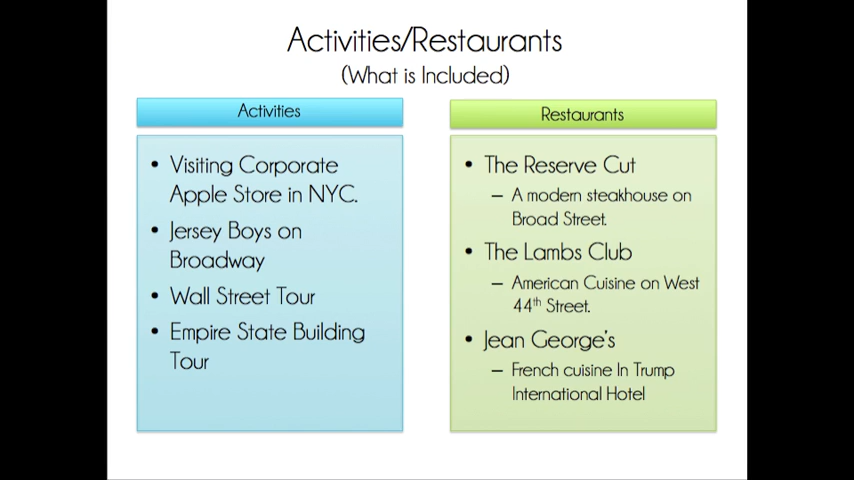 Activities/Restaurants
(What is Included)
Activities
• Visiting Corporate
Apple Store in NYC.
• Jersey Boys on
Broadway
• Wall Street Tour
• Empire State Building
Tour
Restaurants
• The Reserve Cut
– A modern steakhouse on
Broad Street.
• The Lambs Club
– American Cuisine on West
44th Street.
• Jean George's
– French cuisine In Trump
International Hotel